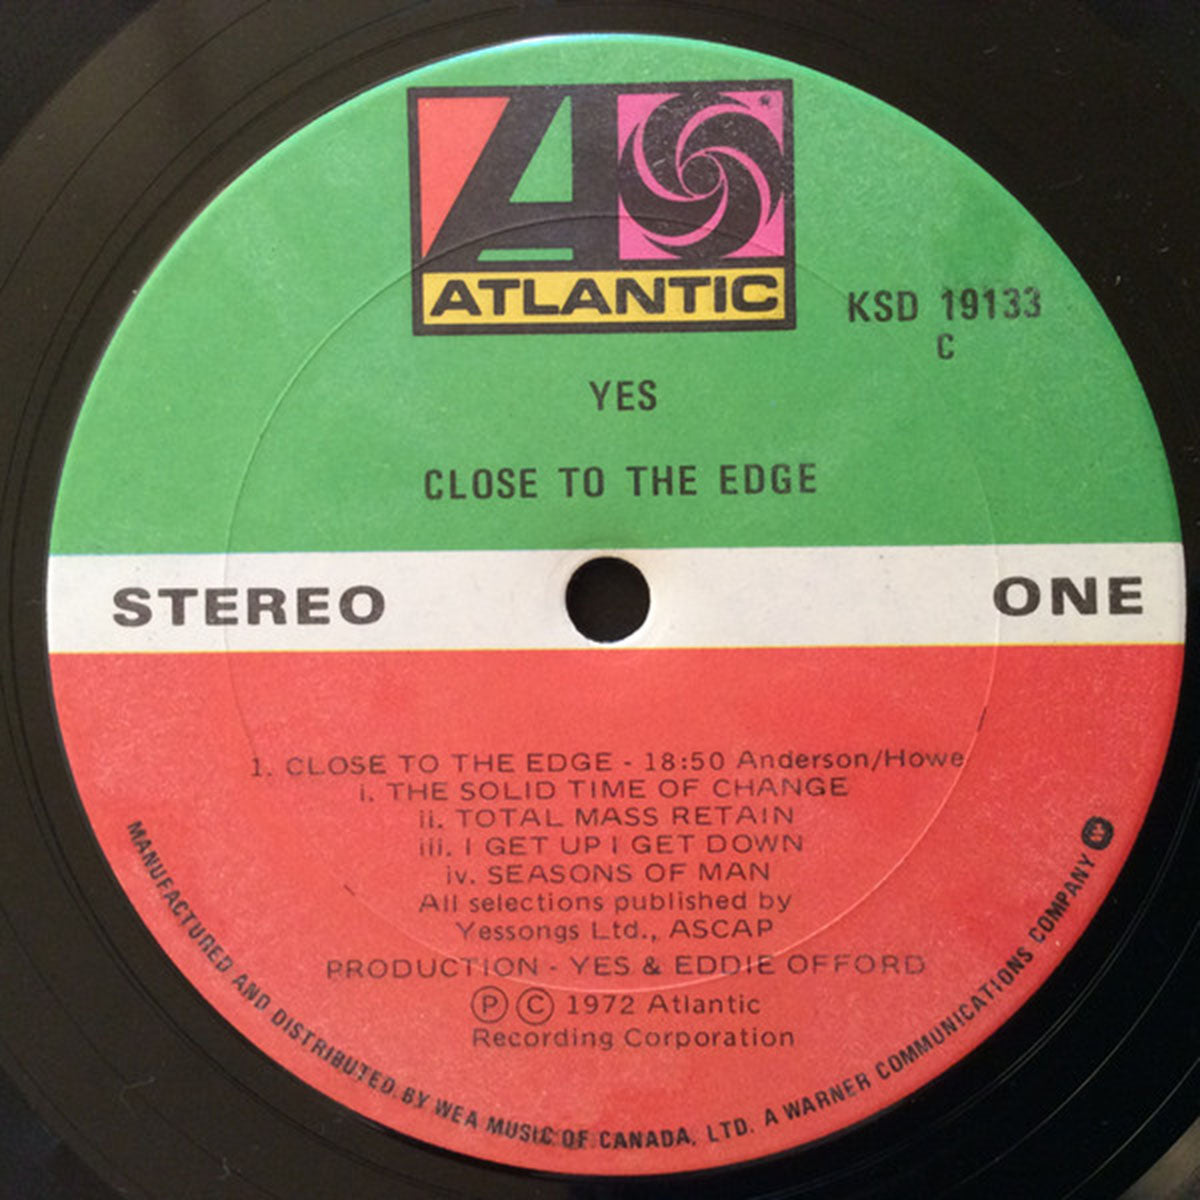 ATLANTIC
KSD 19133
C
YES
CLOSE TO THE EDGE
STEREO
ONE
1. CLOSE TO THE EDGE - 18:50 Anderson/Howe
i. THE SOLID TIME OF CHANGE
ii. TOTAL MASS RETAIN
iii. I GET UP I GET DOWN
iv. SEASONS OF MAN
All selections published by
Yessongs Ltd., ASCAP
PRODUCTION - YES & EDDIE OFFORD
Ⓟ © 1972 Atlantic
Recording Corporation
MANUFACTURED AND DISTRIBUTED BY WEA MUSIC OF CANADA, LTD. A WARNER COMMUNICATIONS COMPANY